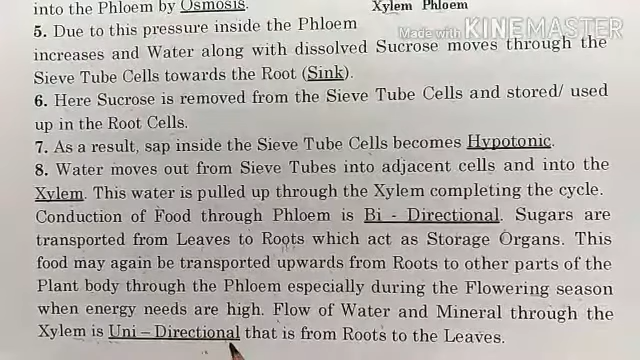 into the Phloem by Osmosis.
Xylem Phloem
Made with KINEMASTER
5. Due to this pressure inside the Phloem
increases and Water along with dissolved Sucrose moves through the
Sieve Tube Cells towards the Root (Sink).
6. Here Sucrose is removed from the Sieve Tube Cells and stored/ used
up in the Root Cells.
7. As a result, sap inside the Sieve Tube Cells becomes Hypotonic.
8. Water moves out from Sieve Tubes into adjacent cells and into the
Xylem. This water is pulled up through the Xylem completing the cycle.
Conduction of Food through Phloem is Bi - Directional. Sugars are
transported from Leaves to Roots which act as Storage Organs. This
food may again be transported upwards from Roots to other parts of the
Plant body through the Phloem especially during the Flowering season
when energy needs are high. Flow of Water and Mineral through the
Xylem is Uni – Directional that is from Roots to the Leaves.